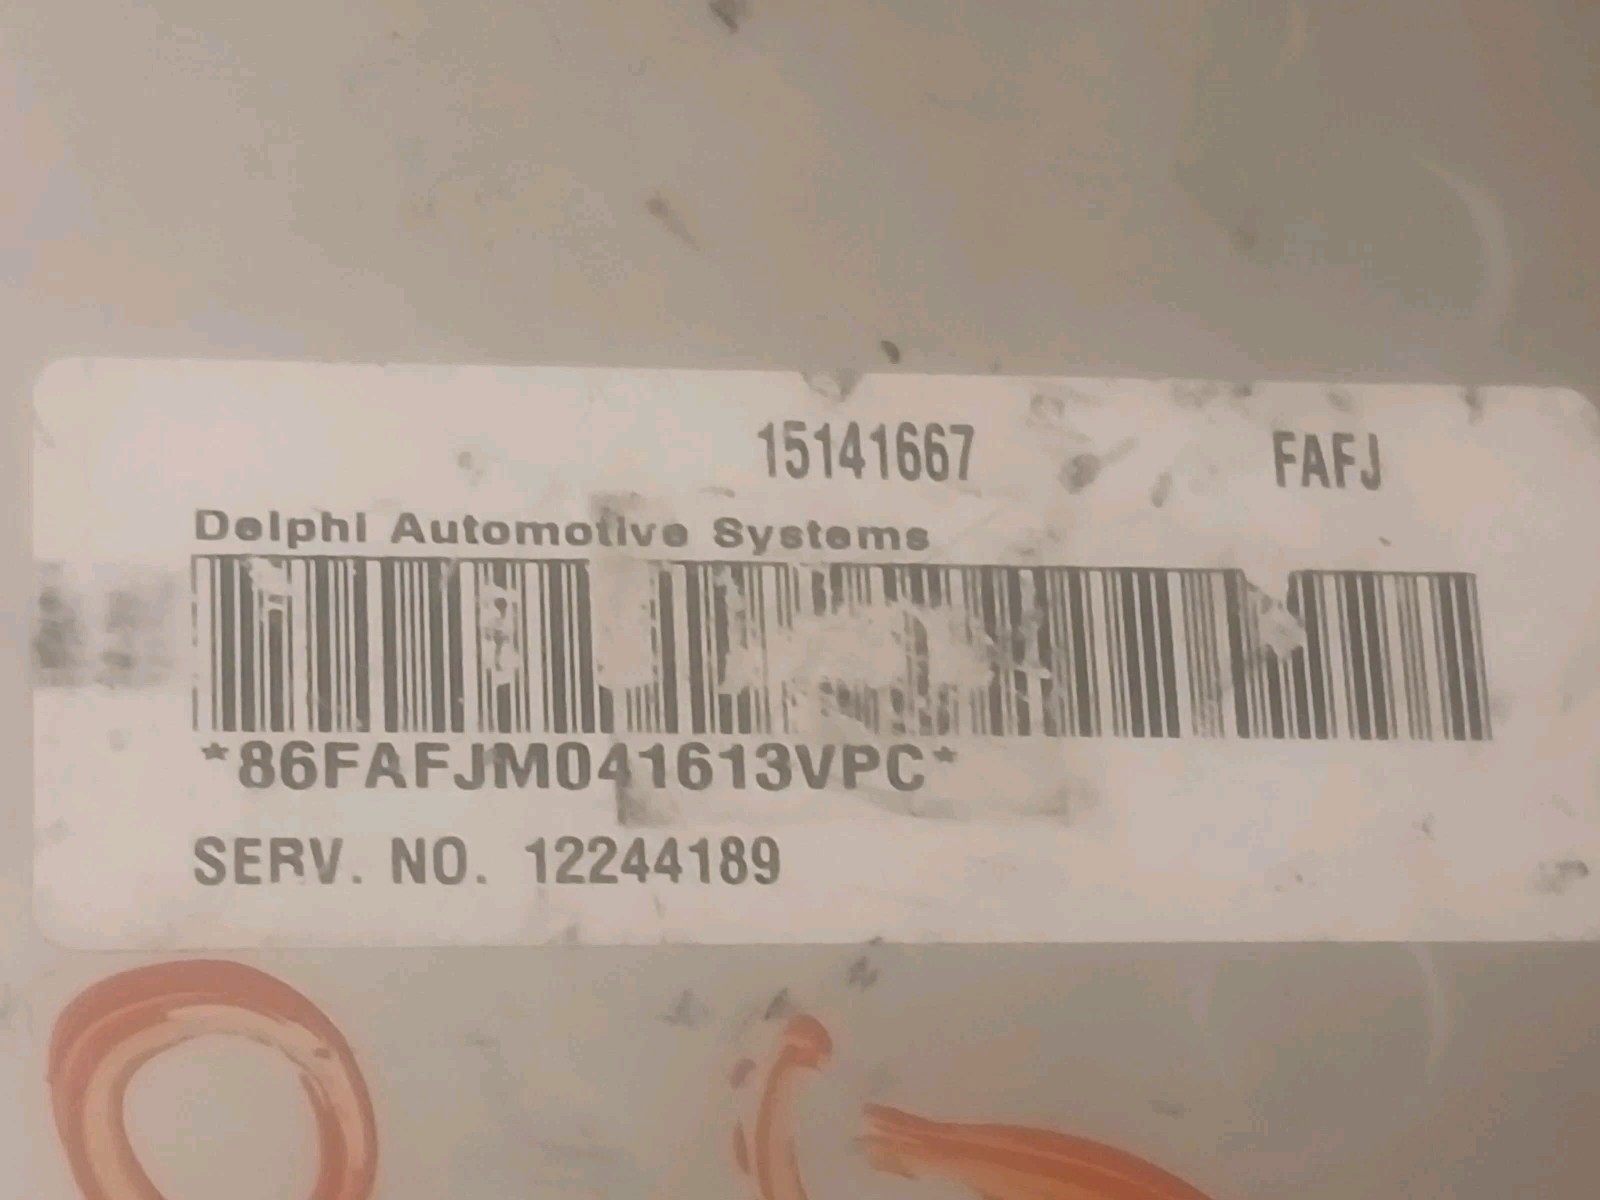 15141667 FAFJ
Delphi Automotive Systems
*86FAFJM041613VPC*
SERV. NO. 12244189